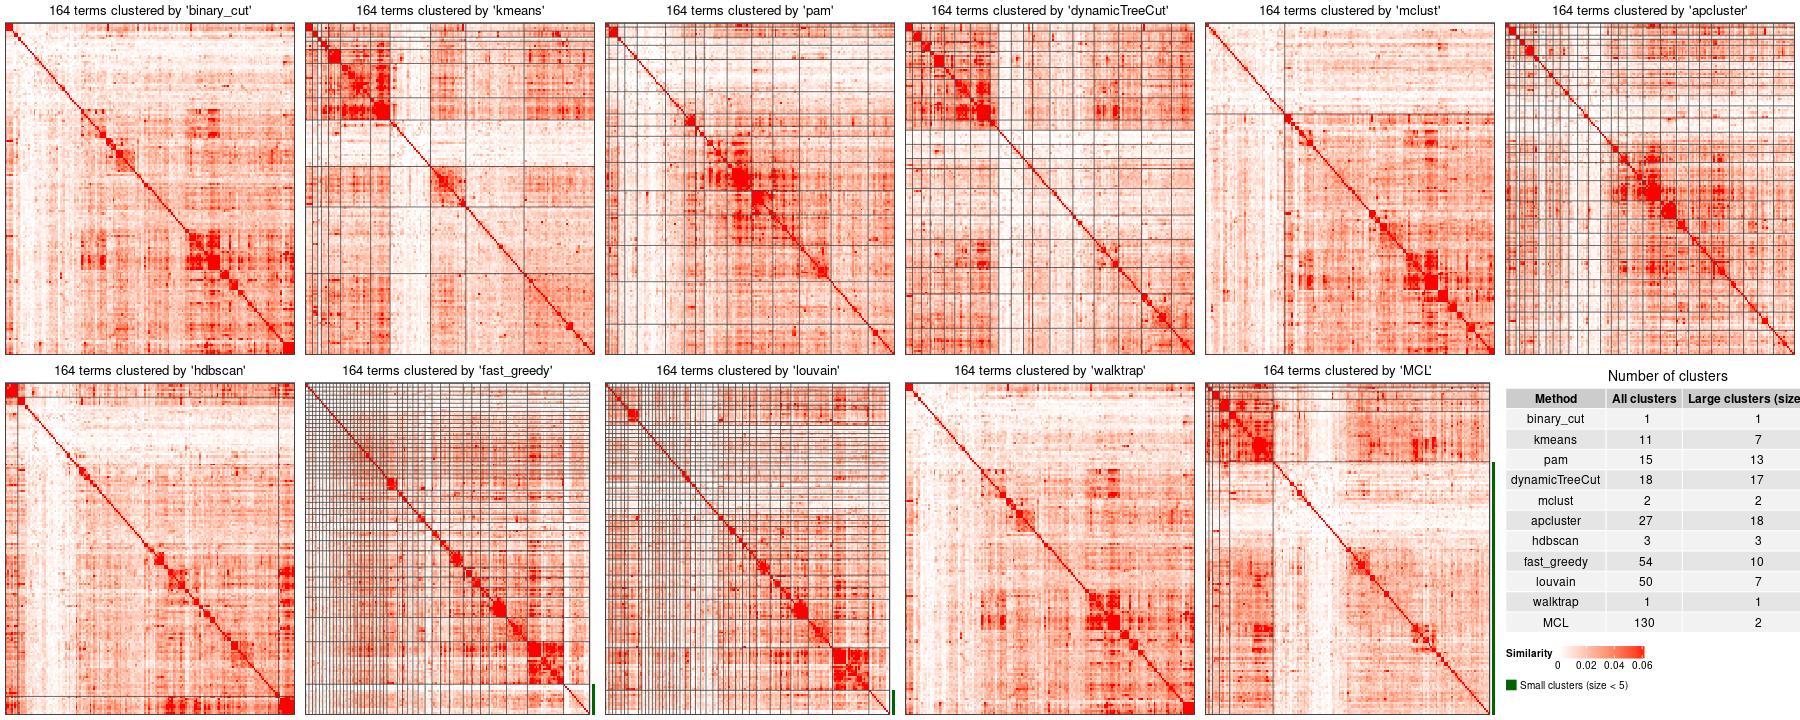 164 terms clustered by 'binary_cut'
164 terms clustered by 'kmeans'
164 terms clustered by 'pam'
164 terms clustered by 'dynamicTreeCut'
164 terms clustered by 'mclust'
164 terms clustered by 'apcluster'
164 terms clustered by 'hdbscan'
164 terms clustered by 'fast_greedy'
164 terms clustered by 'louvain'
164 terms clustered by 'walktrap'
164 terms clustered by 'MCL'
Number of clusters
Method All clusters Large clusters (size
binary_cut 1 1
kmeans 11 7
pam 15 13
dynamicTreeCut 18 17
mclust 2 2
apcluster 27 18
hdbscan 3 3
fast_greedy 54 10
louvain 50 7
walktrap 1 1
MCL 130 2
Similarity
0 0.02 0.04 0.06
Small clusters (size < 5)